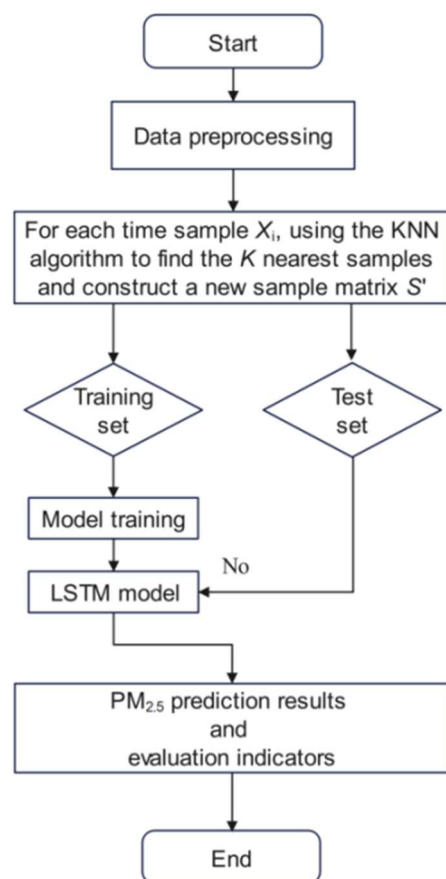 Start
Data preprocessing
For each time sample Xᵢ, using the KNN
algorithm to find the K nearest samples
and construct a new sample matrix S'
Training
set
Test
set
Model training
No
LSTM model
PM₂.₅ prediction results
and
evaluation indicators
End